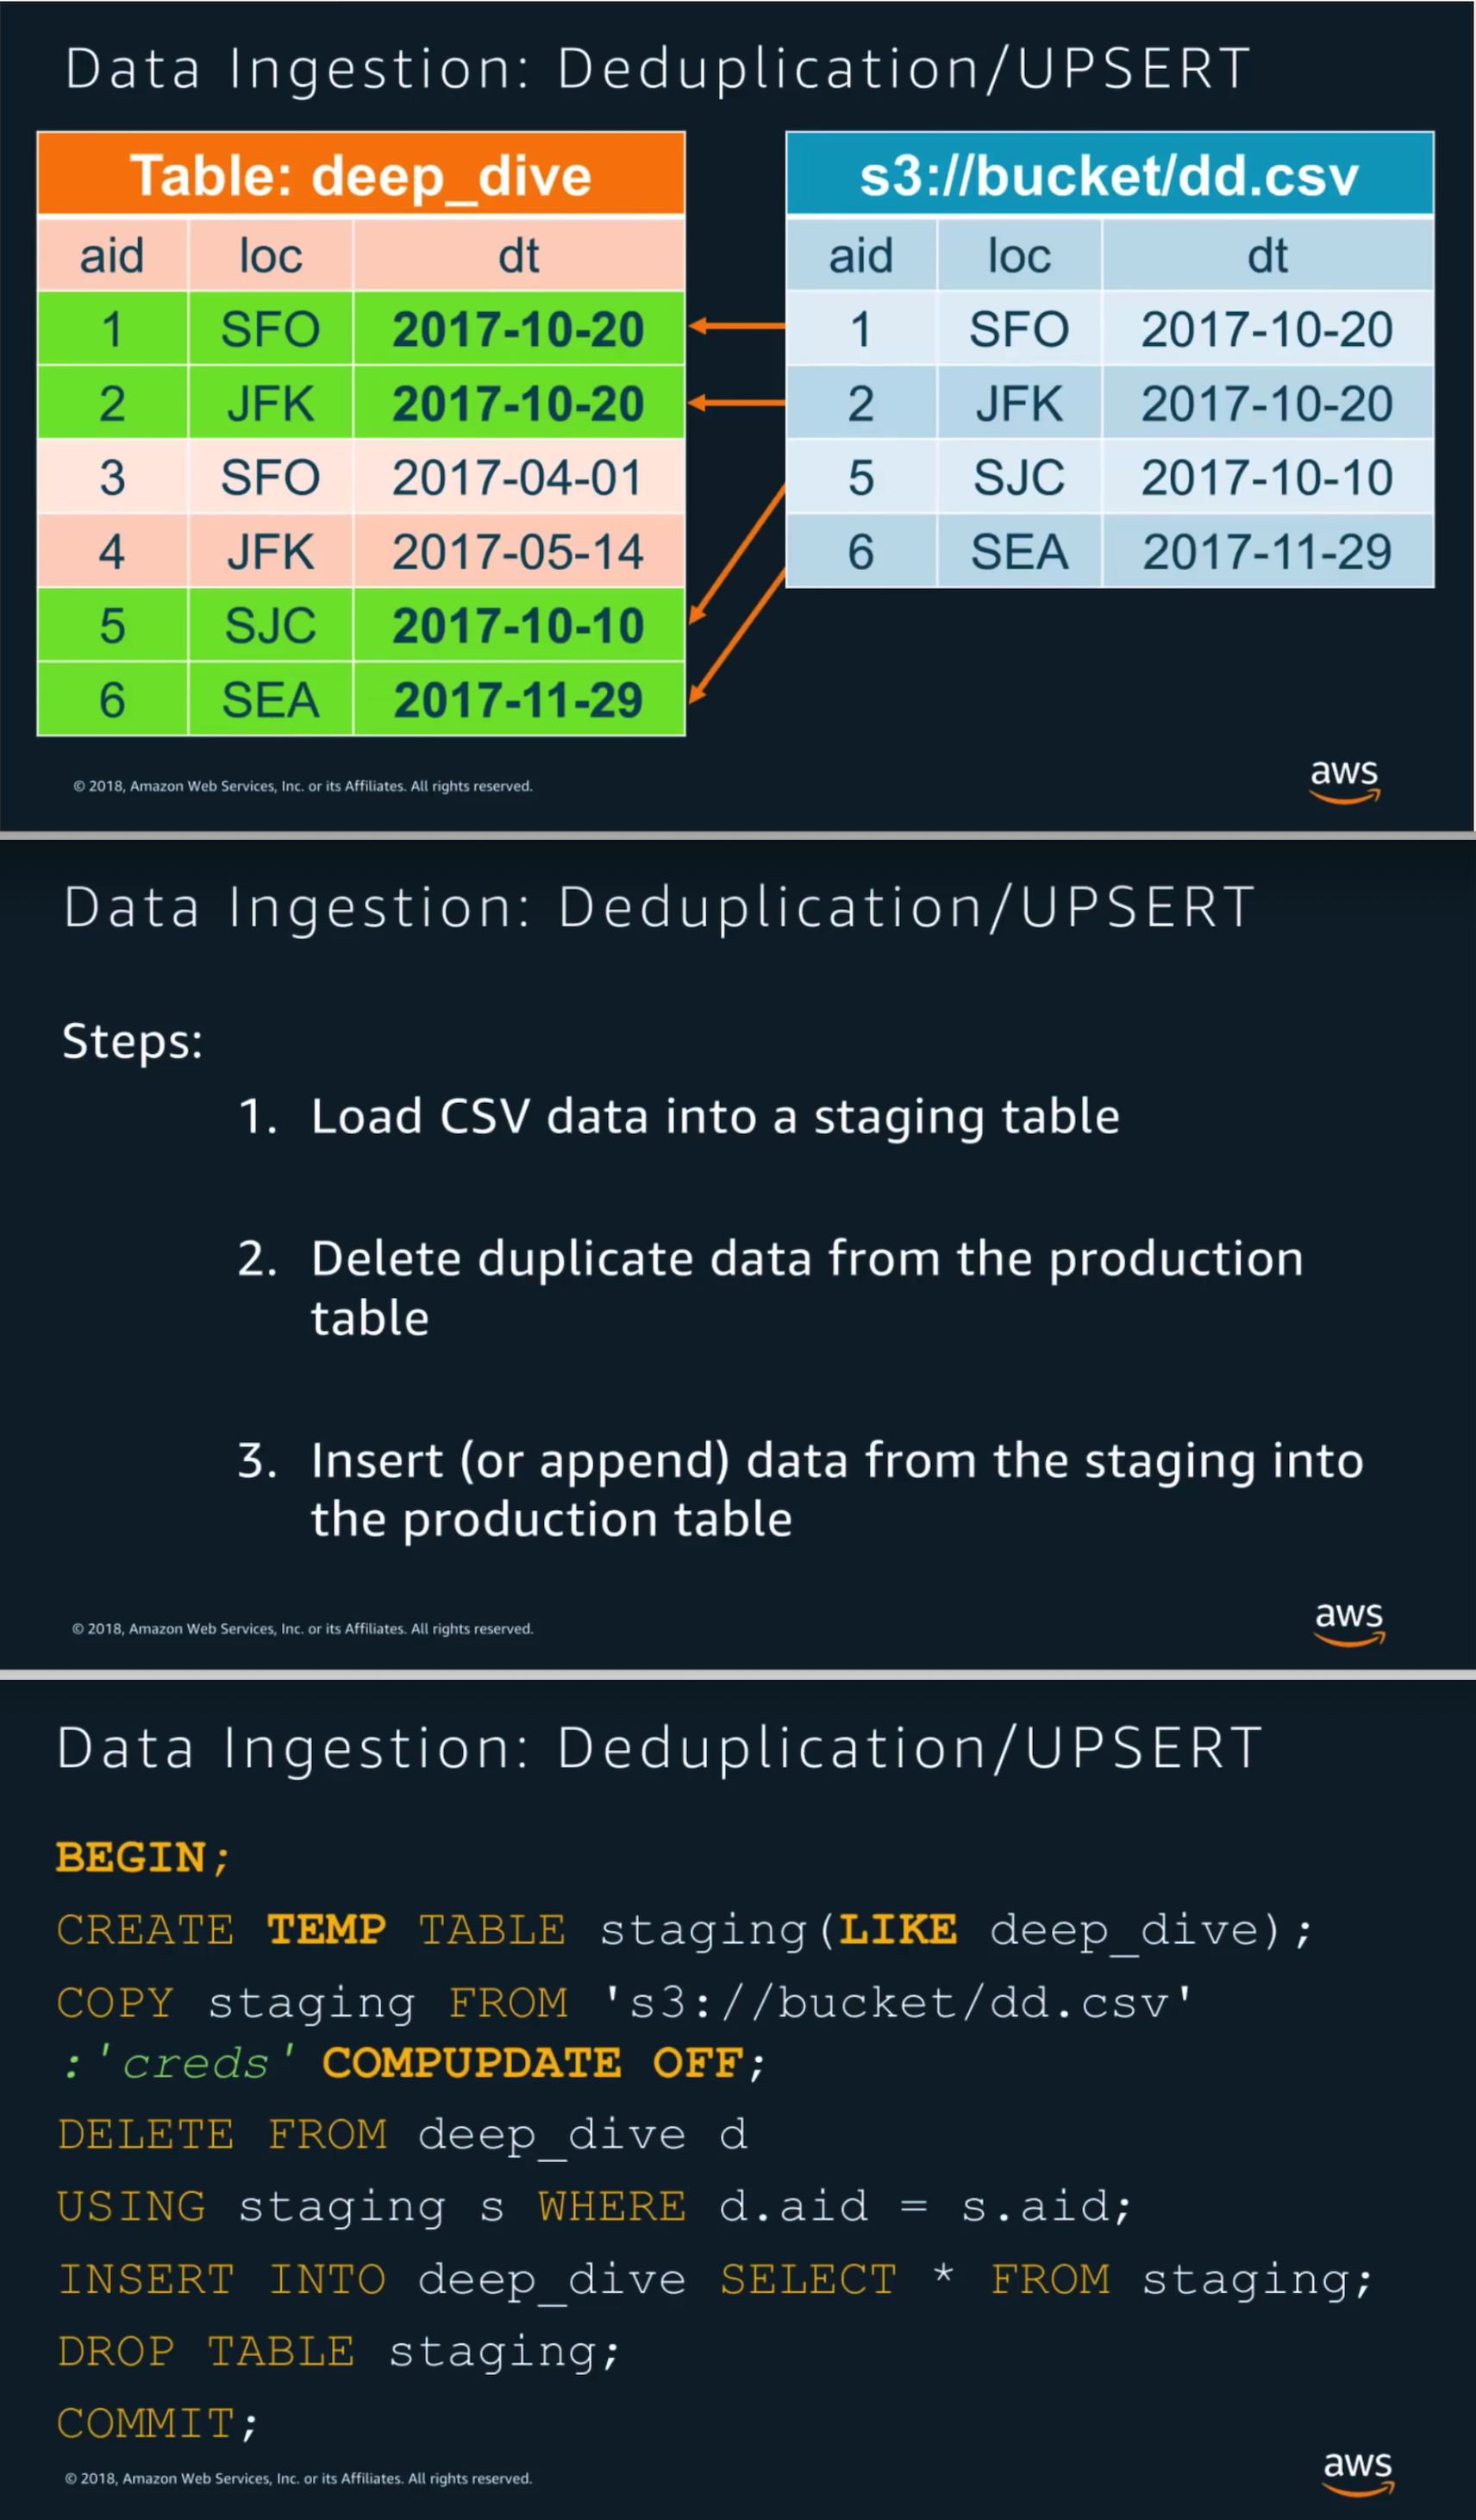 Data Ingestion: Deduplication/UPSERT
Table: deep_dive
aid loc dt
1 SFO 2017-10-20
2 JFK 2017-10-20
3 SFO 2017-04-01
4 JFK 2017-05-14
5 SJC 2017-10-10
6 SEA 2017-11-29
s3://bucket/dd.csv
aid loc dt
1 SFO 2017-10-20
2 JFK 2017-10-20
5 SJC 2017-10-10
6 SEA 2017-11-29
© 2018, Amazon Web Services, Inc. or its Affiliates. All rights reserved.
aws
Data Ingestion: Deduplication/UPSERT
Steps:
1. Load CSV data into a staging table
2. Delete duplicate data from the production
table
3. Insert (or append) data from the staging into
the production table
© 2018, Amazon Web Services, Inc. or its Affiliates. All rights reserved.
aws
Data Ingestion: Deduplication/UPSERT
BEGIN;
CREATE TEMP TABLE staging(LIKE deep_dive);
COPY staging FROM 's3://bucket/dd.csv'
:'creds' COMPUPDATE OFF;
DELETE FROM deep_dive d
USING staging s WHERE d.aid = s.aid;
INSERT INTO deep_dive SELECT * FROM staging;
DROP TABLE staging;
COMMIT;
© 2018, Amazon Web Services, Inc. or its Affiliates. All rights reserved.
aws